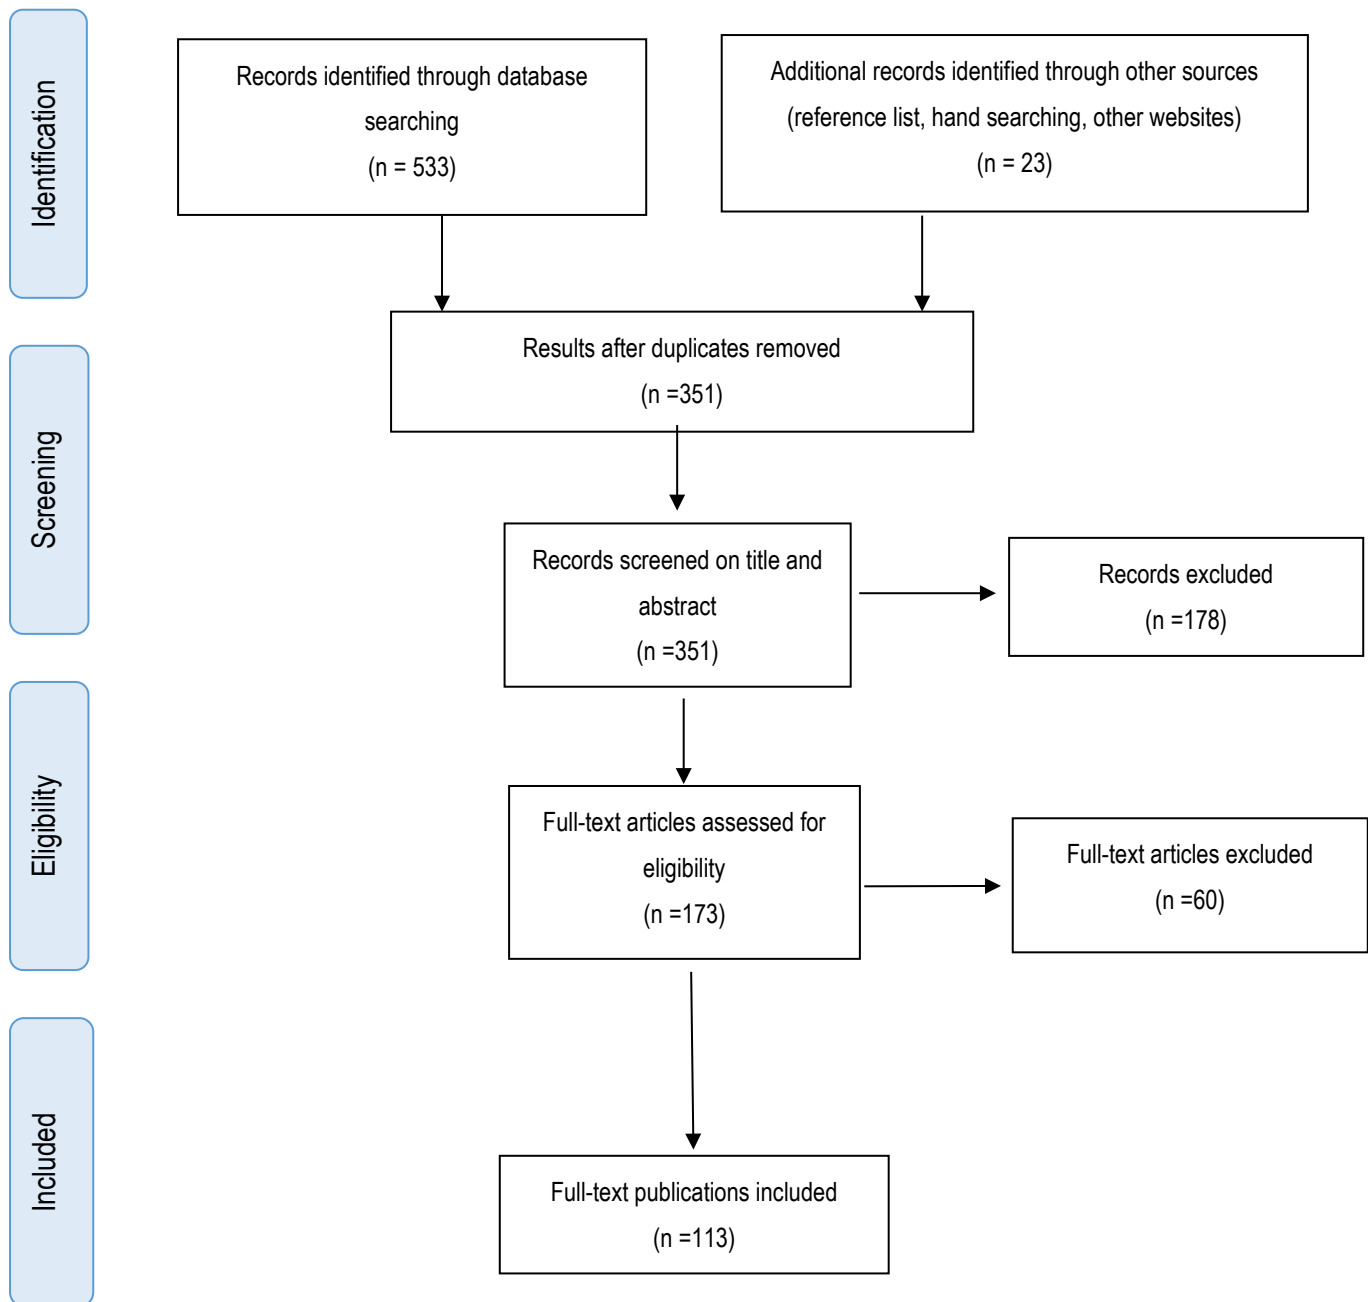 Identification
Records identified through database
searching
(n = 533)
Additional records identified through other sources
(reference list, hand searching, other websites)
(n = 23)
Results after duplicates removed
(n =351)
Screening
Records screened on title and
abstract
(n =351)
Records excluded
(n =178)
Eligibility
Full-text articles assessed for
eligibility
(n =173)
Full-text articles excluded
(n =60)
Included
Full-text publications included
(n =113)